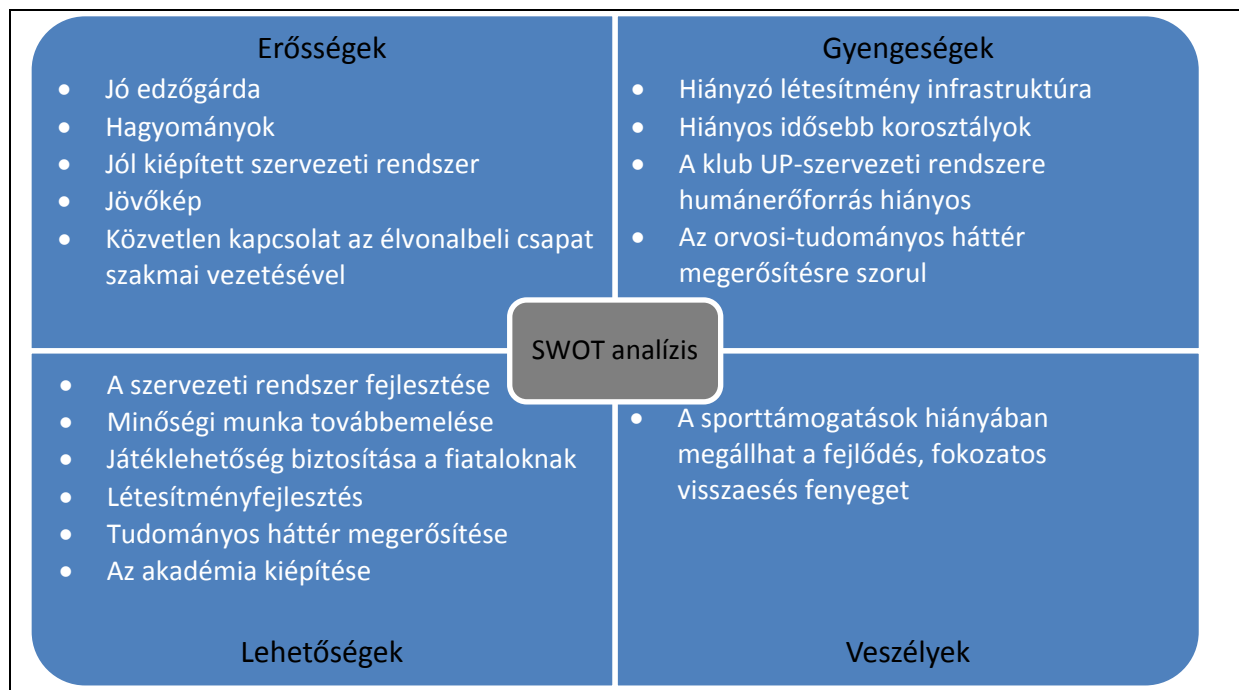 Erősségek
• Jó edzőgárda
• Hagyományok
• Jól kiépített szervezeti rendszer
• Jövőkép
• Közvetlen kapcsolat az élvonalbeli csapat
szakmai vezetésével
Gyengeségek
• Hiányzó létesítmény infrastruktúra
• Hiányos idősebb korosztályok
• A klub UP-szervezeti rendszere
humánerőforrás hiányos
• Az orvosi-tudományos háttér
megerősítésre szorul
SWOT analízis
• A szervezeti rendszer fejlesztése
• Minőségi munka továbbemelése
• Játéklehetőség biztosítása a fiataloknak
• Létesítményfejlesztés
• Tudományos háttér megerősítése
• Az akadémia kiépítése
Lehetőségek
• A sporttámogatások hiányában
megállhat a fejlődés, fokozatos
visszaesés fenyeget
Veszélyek